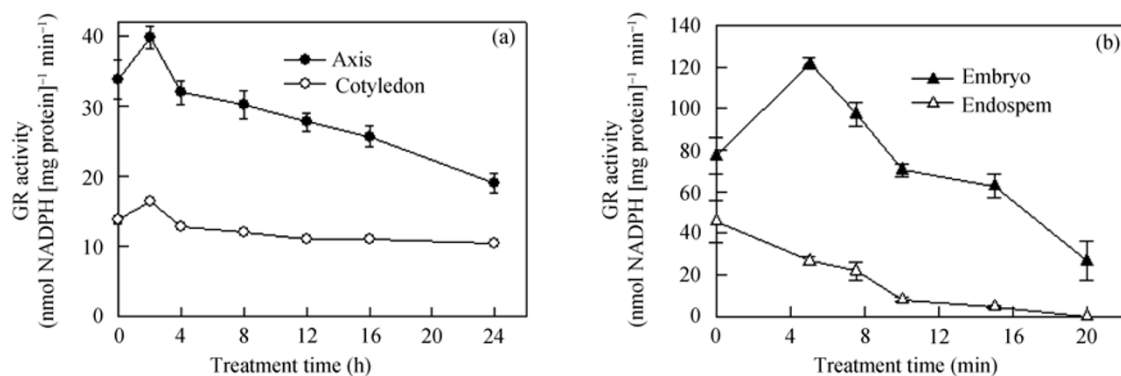 (a)
Axis
Cotyledon
GR activity
(nmol NADPH [mg protein]⁻¹ min⁻¹)
40
30
20
10
0
0 4 8 12 16 20 24
Treatment time (h)
(b)
Embryo
Endospem
GR activity
(nmol NADPH [mg protein]⁻¹ min⁻¹)
140
120
100
80
60
40
20
0
0 4 8 12 16 20
Treatment time (min)